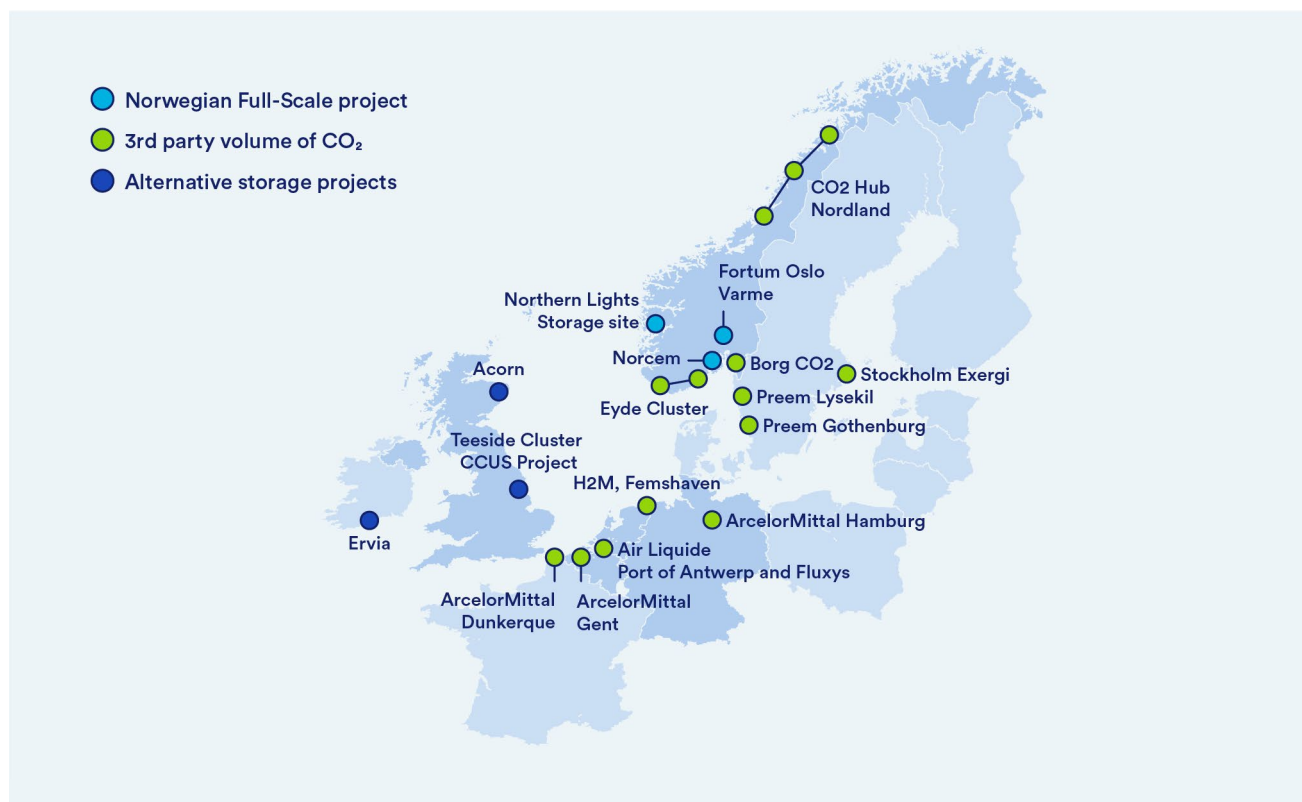 Norwegian Full-Scale project
3rd party volume of CO₂
Alternative storage projects
CO2 Hub
Nordland
Fortum Oslo
Varme
Northern Lights
Storage site
Norcem
Borg CO2
Stockholm Exergi
Acorn
Eyde Cluster
Preem Lysekil
Preem Gothenburg
Teeside Cluster
CCUS Project
H2M, Femshaven
ArcelorMittal Hamburg
Ervia
Air Liquide
Port of Antwerp and Fluxys
ArcelorMittal
Dunkerque
ArcelorMittal
Gent